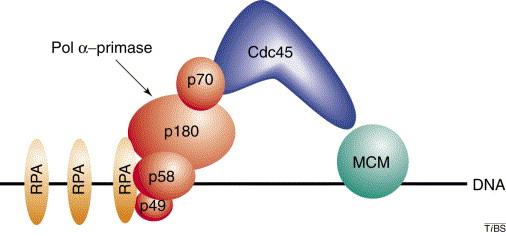 Pol α–primase
Cdc45
p70
p180
RPA
RPA
RPA
p58
MCM
DNA
p49
TiBS